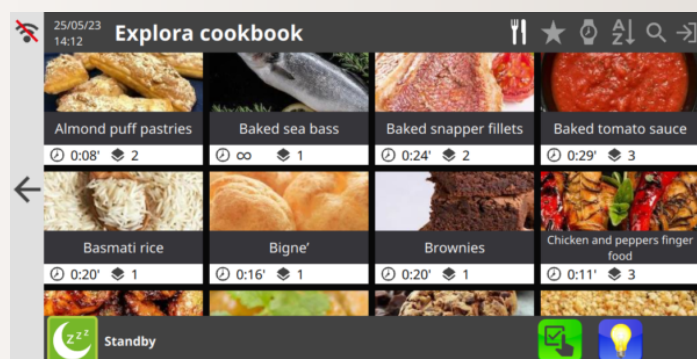 25/05/23
14:12
Explora cookbook
Almond puff pastries
Baked sea bass
Baked snapper fillets
Baked tomato sauce
0:08' 2
∞ 1
0:24' 2
0:29' 3
Basmati rice
Bigne'
Brownies
Chicken and peppers finger
food
0:20' 1
0:16' 1
0:20' 1
0:11' 3
zzz
Standby